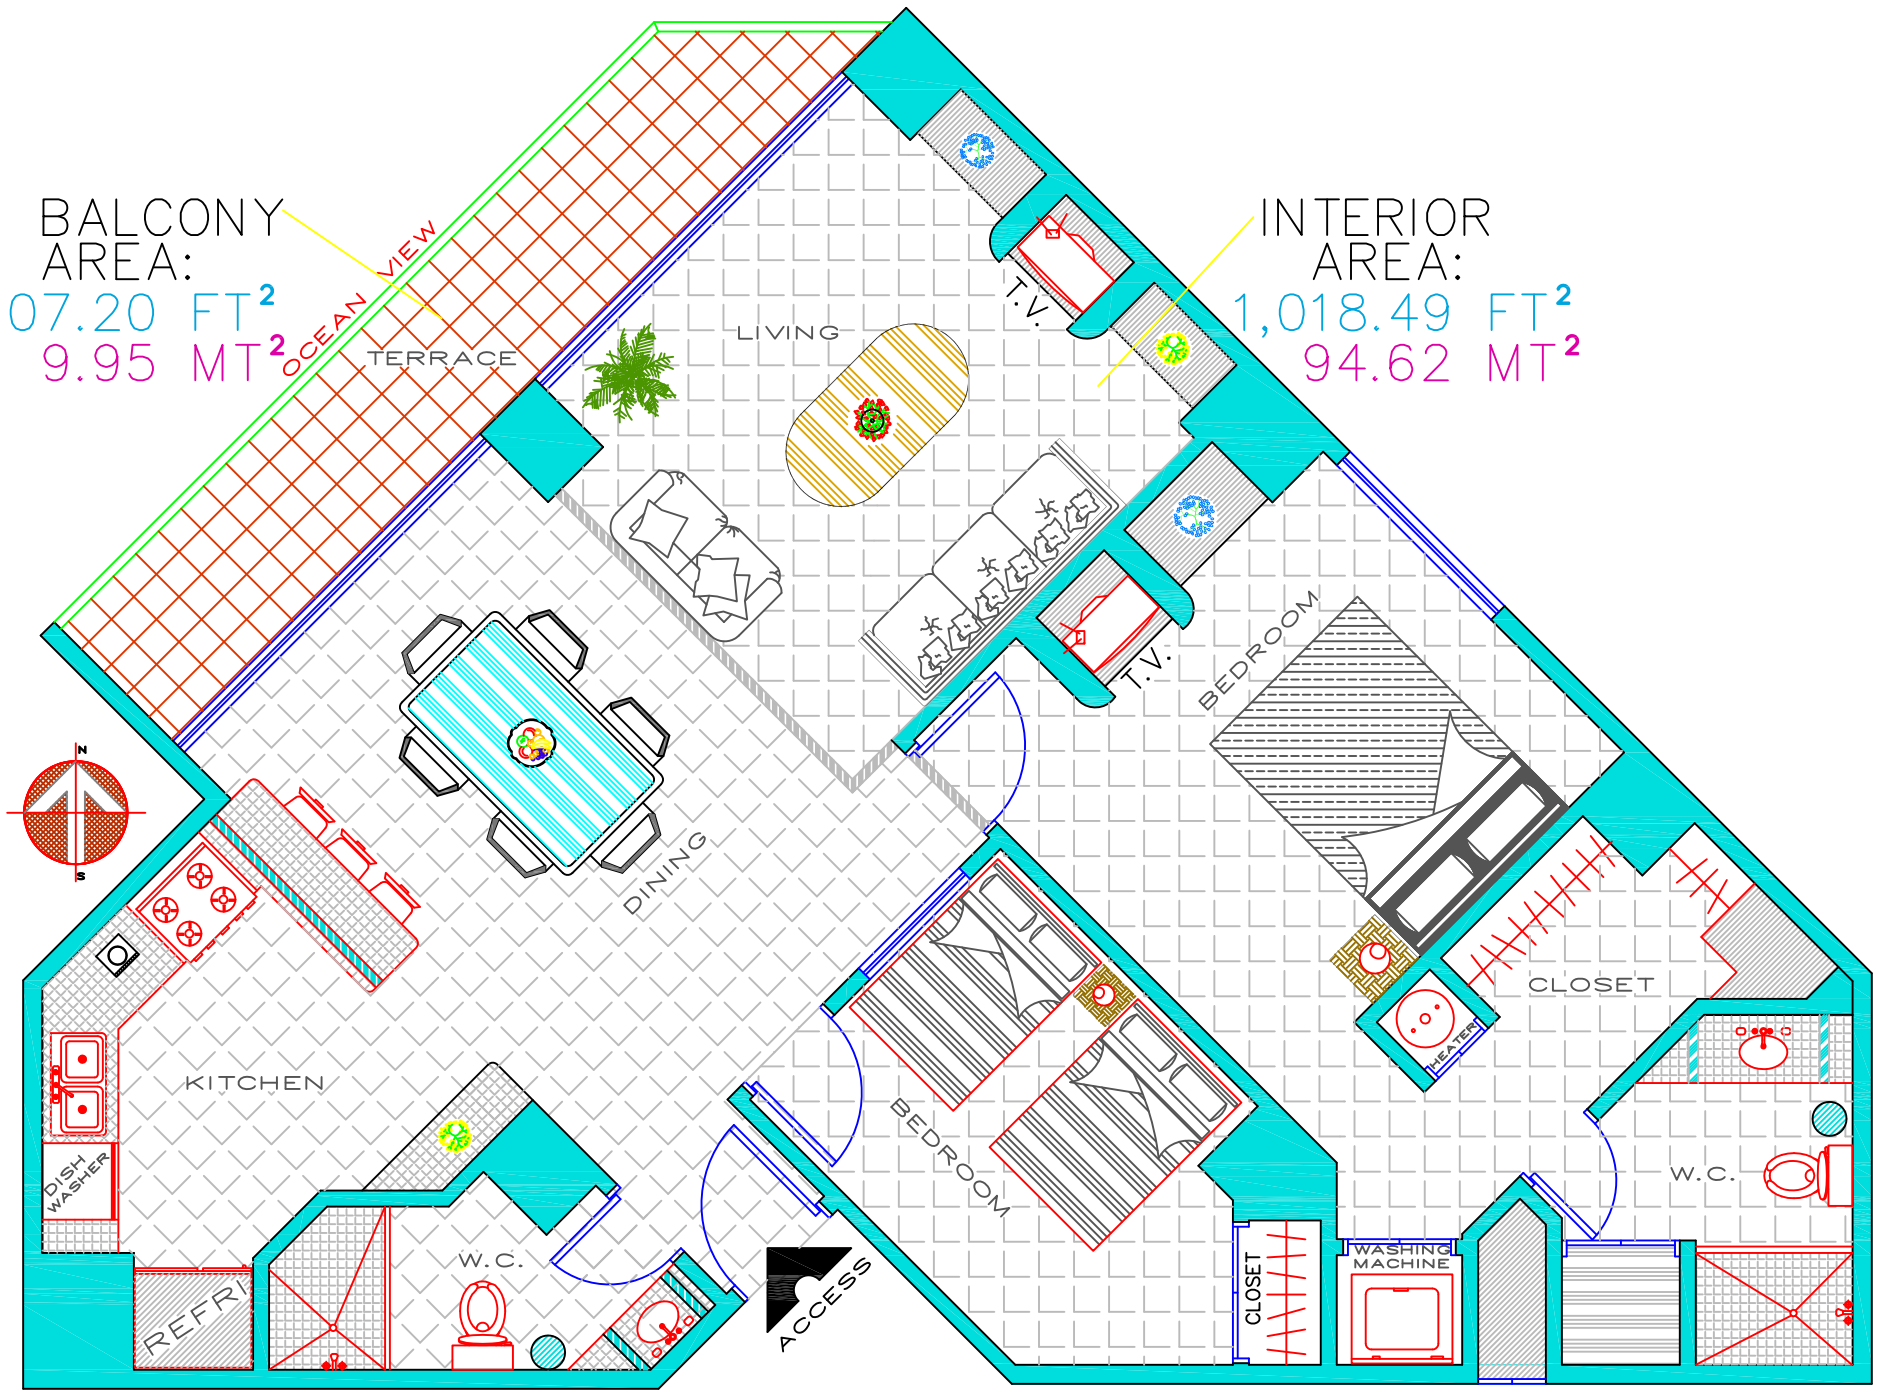 BALCONY
AREA:
07.20 FT²
9.95 MT²
OCEAN VIEW
TERRACE
LIVING
T.V.
INTERIOR
AREA:
1,018.49 FT²
94.62 MT²
T.V.
BEDROOM
N
S
DINING
KITCHEN
DISH
WASHER
REFRI
W.C.
ACCESS
BEDROOM
CLOSET
HEATER
CLOSET
W.C.
WASHING
MACHINE